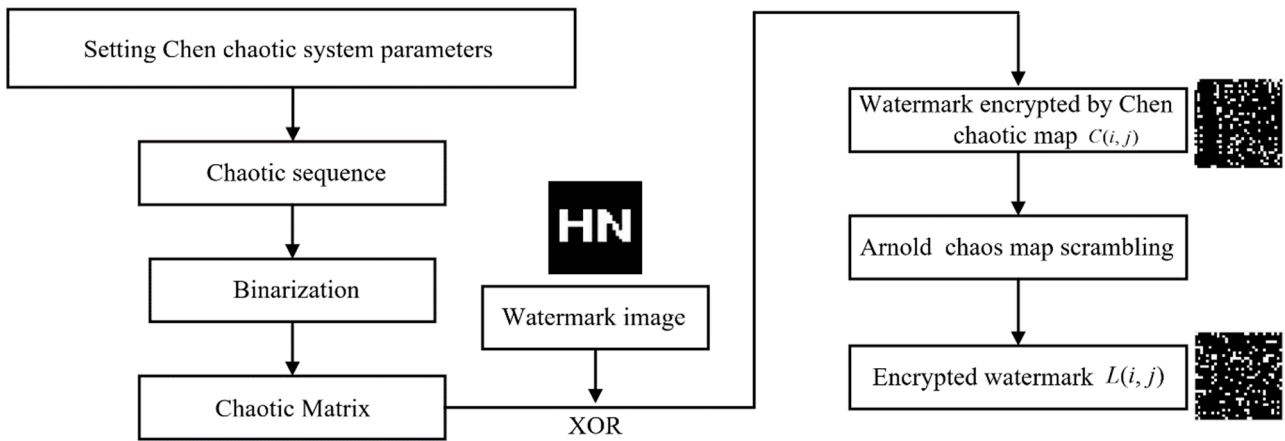 Setting Chen chaotic system parameters
Chaotic sequence
Binarization
Chaotic Matrix
HN
Watermark image
XOR
Watermark encrypted by Chen
chaotic map C(i, j)
Arnold chaos map scrambling
Encrypted watermark L(i, j)